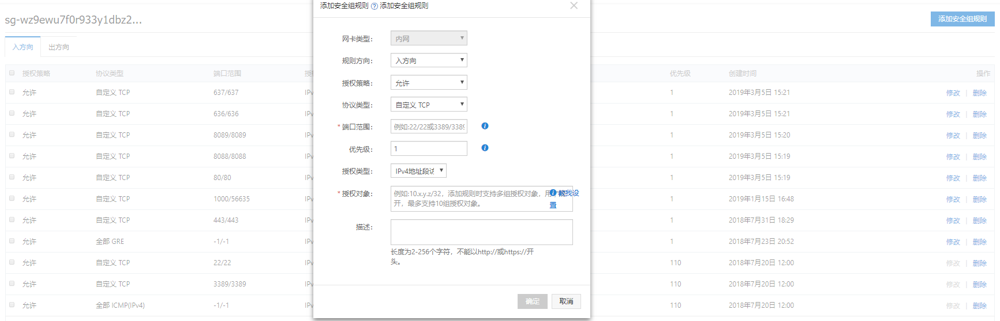 添加安全组规则 添加安全组规则
sg-wz9ewu7f0r933y1dbz2...
添加安全组规则
入方向 出方向
授权策略 协议类型 端口范围 授 优先级 创建时间 操作
允许 自定义 TCP 637/637 IPv 1 2019年3月5日 15:21 修改 | 删除
允许 自定义 TCP 636/636 IPv 1 2019年3月5日 15:21 修改 | 删除
允许 自定义 TCP 8089/8089 IPv 1 2019年3月5日 15:20 修改 | 删除
允许 自定义 TCP 8088/8088 IPv 1 2019年3月5日 15:19 修改 | 删除
允许 自定义 TCP 80/80 IPv 1 2019年3月5日 15:19 修改 | 删除
允许 自定义 TCP 1000/56635 IPv 1 2019年1月15日 16:48 修改 | 删除
允许 自定义 TCP 443/443 IPv 1 2018年7月31日 18:29 修改 | 删除
允许 全部 GRE -1/-1 IPv 1 2018年7月23日 20:52 修改 | 删除
允许 自定义 TCP 22/22 IPv 110 2018年7月20日 12:00 修改 | 删除
允许 自定义 TCP 3389/3389 IPv 110 2018年7月20日 12:00 修改 | 删除
允许 全部 ICMP(IPv4) -1/-1 IPv 110 2018年7月20日 12:00 修改 | 删除
网卡类型： 内网
规则方向： 入方向
授权策略： 允许
协议类型： 自定义 TCP
* 端口范围： 例如:22/22或3389/3389
优先级： 1
授权类型： IPv4地址段访
* 授权对象： 例如:10.x.y.z/32，添加规则时支持多组授权对象，用 教我设
开，最多支持10组授权对象。 置
描述：
长度为2-256个字符，不能以http://或https://开
头。
确定 取消